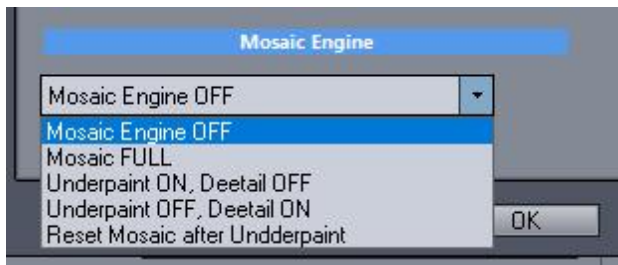 Mosaic Engine
Mosaic Engine OFF
Mosaic Engine OFF
Mosaic FULL
Underpaint ON, Deetail OFF
Underpaint OFF, Deetail ON
Reset Mosaic after Undderpaint
OK